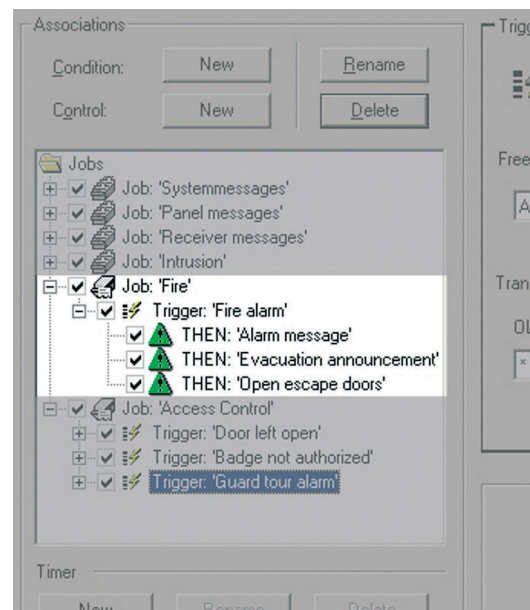 Associations
Trigg
Condition:
New
Rename
Control:
New
Delete
Jobs
Job: 'Systemmessages'
Job: 'Panel messages'
Job: 'Receiver messages'
Job: 'Intrusion'
Job: 'Fire'
Trigger: 'Fire alarm'
THEN: 'Alarm message'
THEN: 'Evacuation announcement'
THEN: 'Open escape doors'
Job: 'Access Control'
Trigger: 'Door left open'
Trigger: 'Badge not authorized'
Trigger: 'Guard tour alarm'
Free
A
Tran
OL
*
Timer
New
Rename
Delete